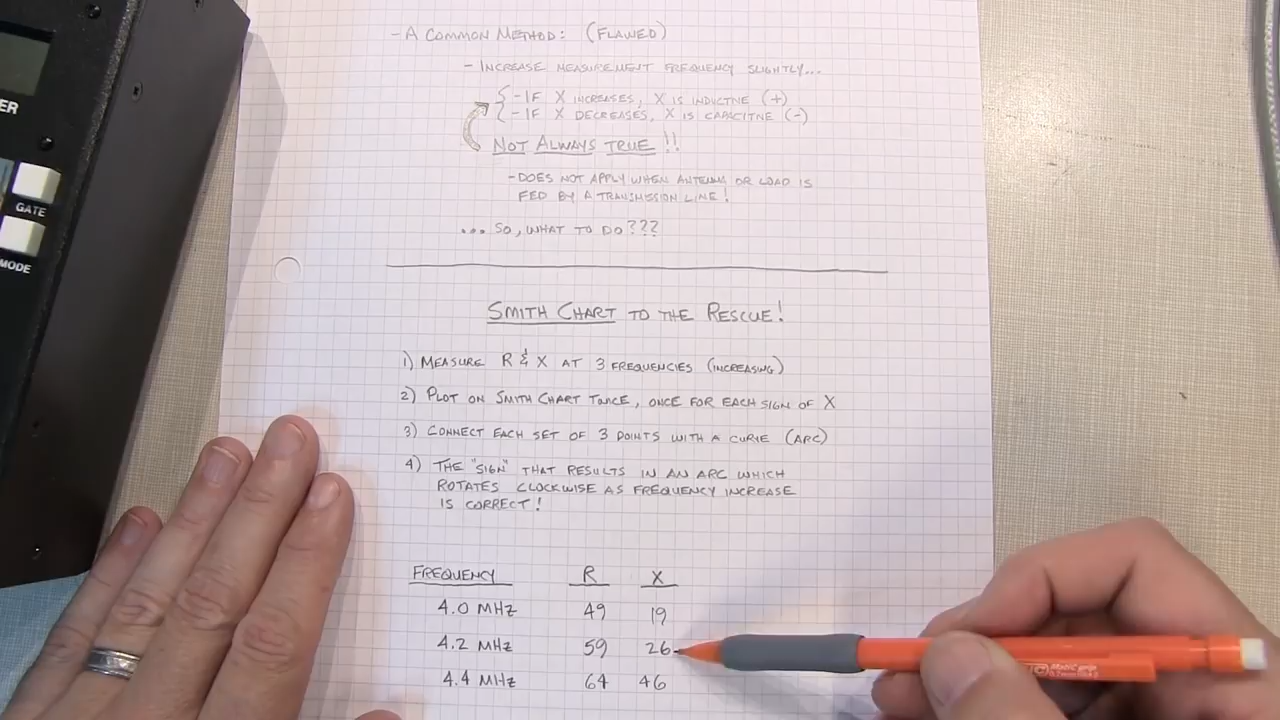 - A COMMON METHOD: (FLAWED)
- INCREASE MEASUREMENT FREQUENCY SLIGHTLY...
- IF X INCREASES, X IS INDUCTIVE (+)
- IF X DECREASES, X IS CAPACITIVE (-)
NOT ALWAYS TRUE!!
- DOES NOT APPLY WHEN ANTENNA OR LOAD IS
FED BY A TRANSMISSION LINE!
... SO, WHAT TO DO???
SMITH CHART TO THE RESCUE!
1) MEASURE R & X AT 3 FREQUENCIES (INCREASING)
2) PLOT ON SMITH CHART TWICE, ONCE FOR EACH SIGN OF X
3) CONNECT EACH SET OF 3 POINTS WITH A CURVE (ARC)
4) THE "SIGN" THAT RESULTS IN AN ARC WHICH
ROTATES CLOCKWISE AS FREQUENCY INCREASE
IS CORRECT!
FREQUENCY R X
4.0 MHz 49 19
4.2 MHz 59 26
4.4 MHz 64 46
ER
GATE
MODE